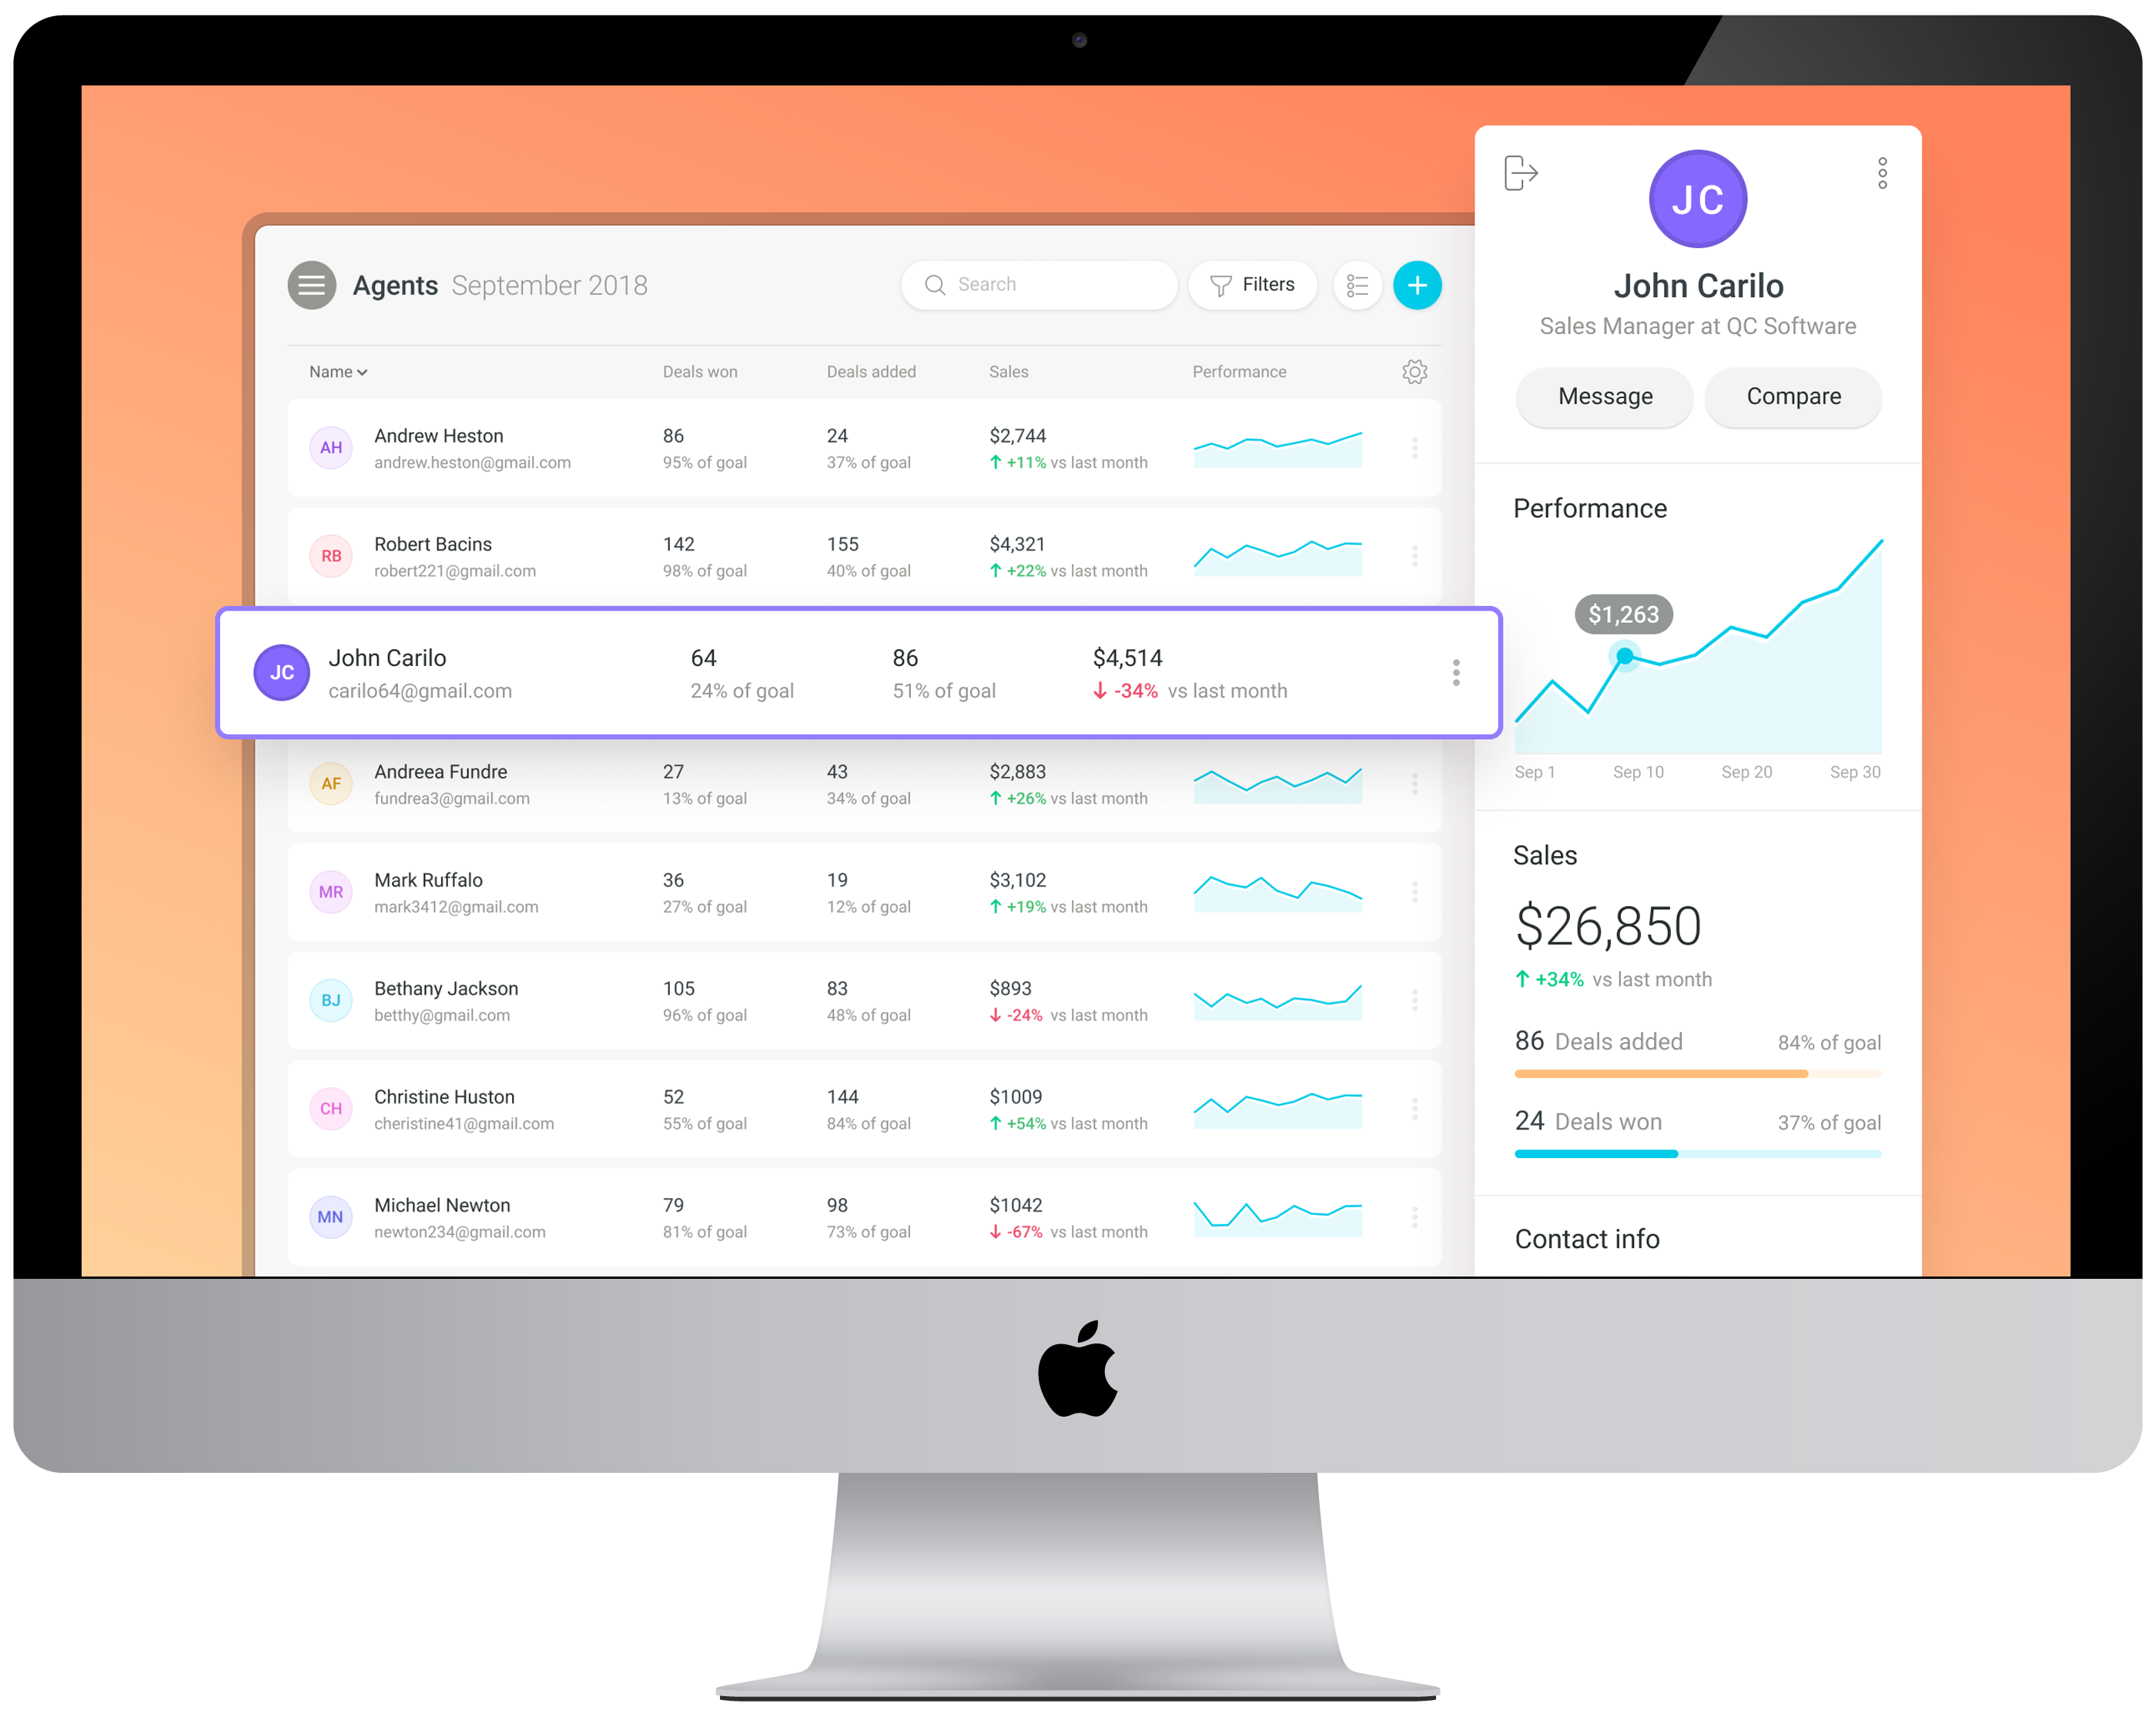 Agents September 2018
Search
Filters
Name Deals won Deals added Sales Performance
AH Andrew Heston 86 24 $2,744
andrew.heston@gmail.com 95% of goal 37% of goal +11% vs last month
RB Robert Bacins 142 155 $4,321
robert221@gmail.com 98% of goal 40% of goal +22% vs last month
JC John Carilo 64 86 $4,514
carilo64@gmail.com 24% of goal 51% of goal -34% vs last month
AF Andreea Fundre 27 43 $2,883
fundrea3@gmail.com 13% of goal 34% of goal +26% vs last month
MR Mark Ruffalo 36 19 $3,102
mark3412@gmail.com 27% of goal 12% of goal +19% vs last month
BJ Bethany Jackson 105 83 $893
betthy@gmail.com 96% of goal 48% of goal -24% vs last month
CH Christine Huston 52 144 $1009
cheristine41@gmail.com 55% of goal 84% of goal +54% vs last month
MN Michael Newton 79 98 $1042
newton234@gmail.com 81% of goal 73% of goal -67% vs last month
JC
John Carilo
Sales Manager at QC Software
Message Compare
Performance
$1,263
Sep 1 Sep 10 Sep 20 Sep 30
Sales
$26,850
+34% vs last month
86 Deals added 84% of goal
24 Deals won 37% of goal
Contact info